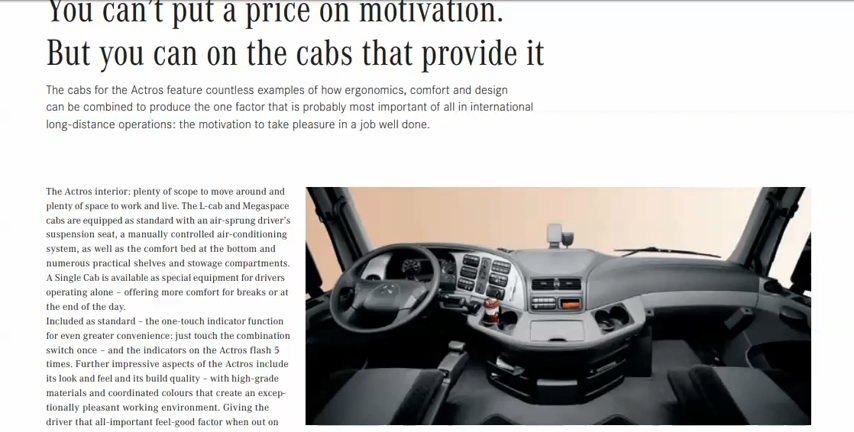 You can't put a price on motivation.
But you can on the cabs that provide it
The cabs for the Actros feature countless examples of how ergonomics, comfort and design
can be combined to produce the one factor that is probably most important of all in international
long-distance operations: the motivation to take pleasure in a job well done.
The Actros interior: plenty of scope to move around and
plenty of space to work and live. The L-cab and Megaspace
cabs are equipped as standard with an air-sprung driver's
suspension seat, a manually controlled air-conditioning
system, as well as the comfort bed at the bottom and
numerous practical shelves and stowage compartments.
A Single Cab is available as special equipment for drivers
operating alone – offering more comfort for breaks or at
the end of the day.
Included as standard – the one-touch indicator function
for even greater convenience: just touch the combination
switch once – and the indicators on the Actros flash 5
times. Further impressive aspects of the Actros include
its look and feel and its build quality – with high-grade
materials and coordinated colours that create an excep-
tionally pleasant working environment. Giving the
driver that all-important feel-good factor when out on